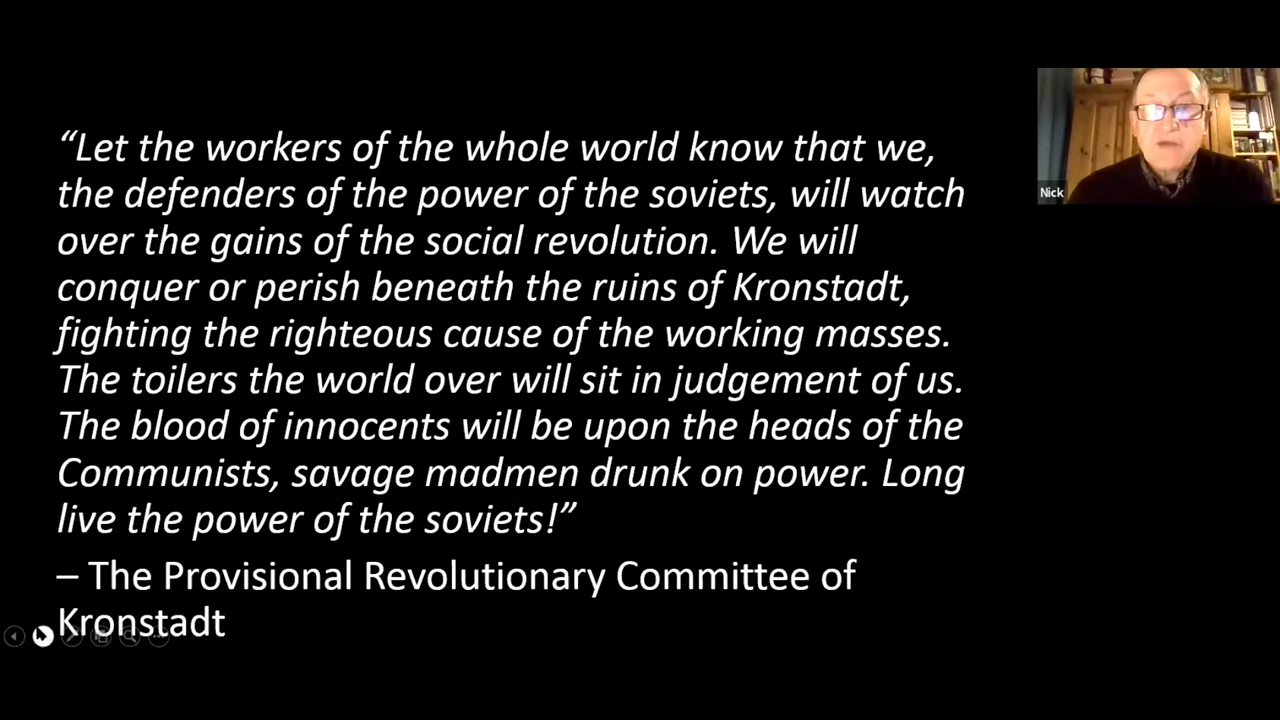 “Let the workers of the whole world know that we,
the defenders of the power of the soviets, will watch
over the gains of the social revolution. We will
conquer or perish beneath the ruins of Kronstadt,
fighting the righteous cause of the working masses.
The toilers the world over will sit in judgement of us.
The blood of innocents will be upon the heads of the
Communists, savage madmen drunk on power. Long
live the power of the soviets!”
– The Provisional Revolutionary Committee of
Kronstadt
Nick